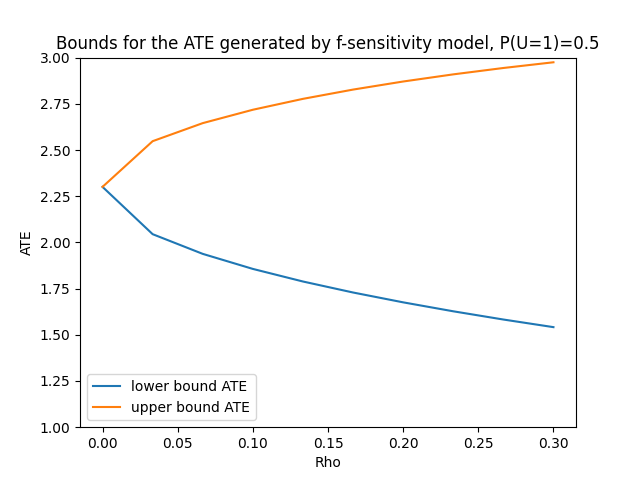 Bounds for the ATE generated by f-sensitivity model, P(U=1)=0.5
3.00
2.75
2.50
2.25
2.00
1.75
1.50
1.25
1.00
ATE
lower bound ATE
upper bound ATE
0.00 0.05 0.10 0.15 0.20 0.25 0.30
Rho